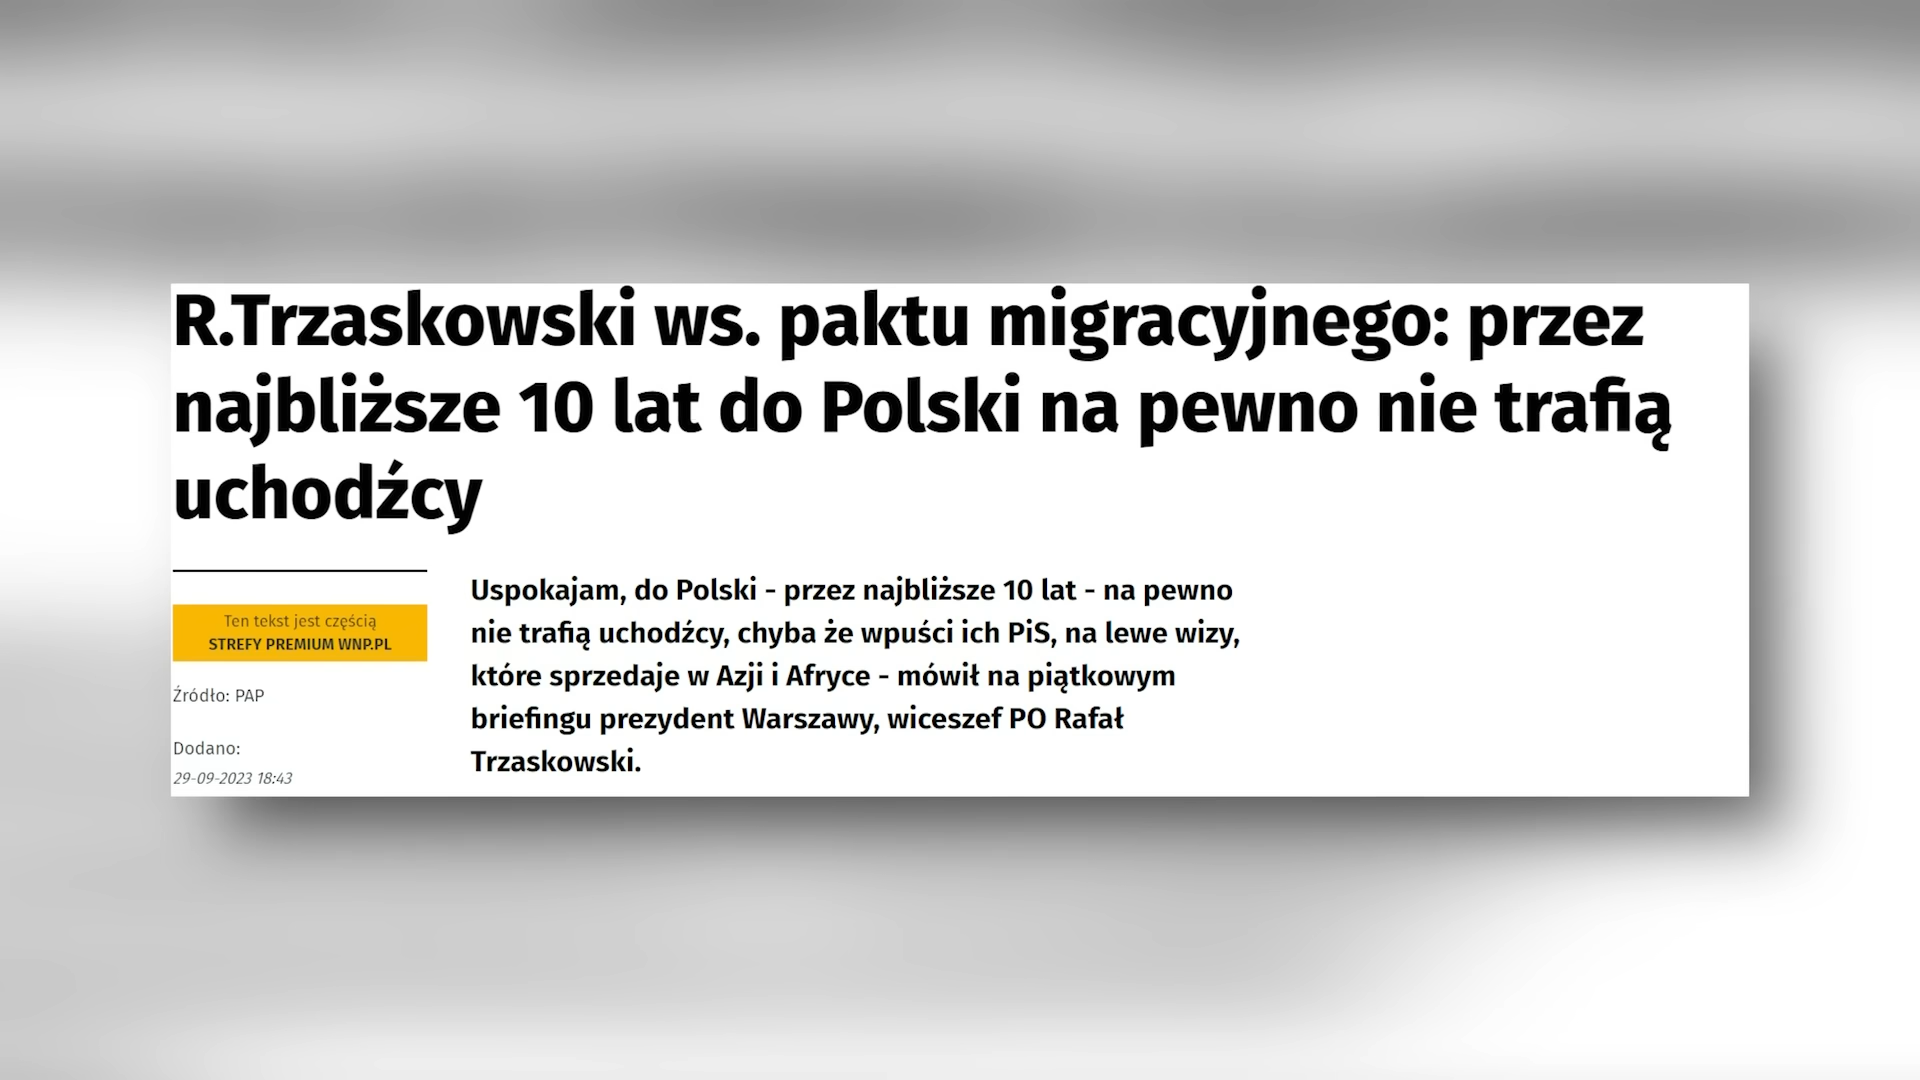 R.Trzaskowski ws. paktu migracyjnego: przez
najbliższe 10 lat do Polski na pewno nie trafią
uchodźcy
Ten tekst jest częścią
STREFY PREMIUM WNP.PL
Źródło: PAP
Dodano:
29-09-2023 18:43
Uspokajam, do Polski - przez najbliższe 10 lat - na pewno
nie trafią uchodźcy, chyba że wpuści ich PiS, na lewe wizy,
które sprzedaje w Azji i Afryce - mówił na piątkowym
briefingu prezydent Warszawy, wiceszef PO Rafał
Trzaskowski.